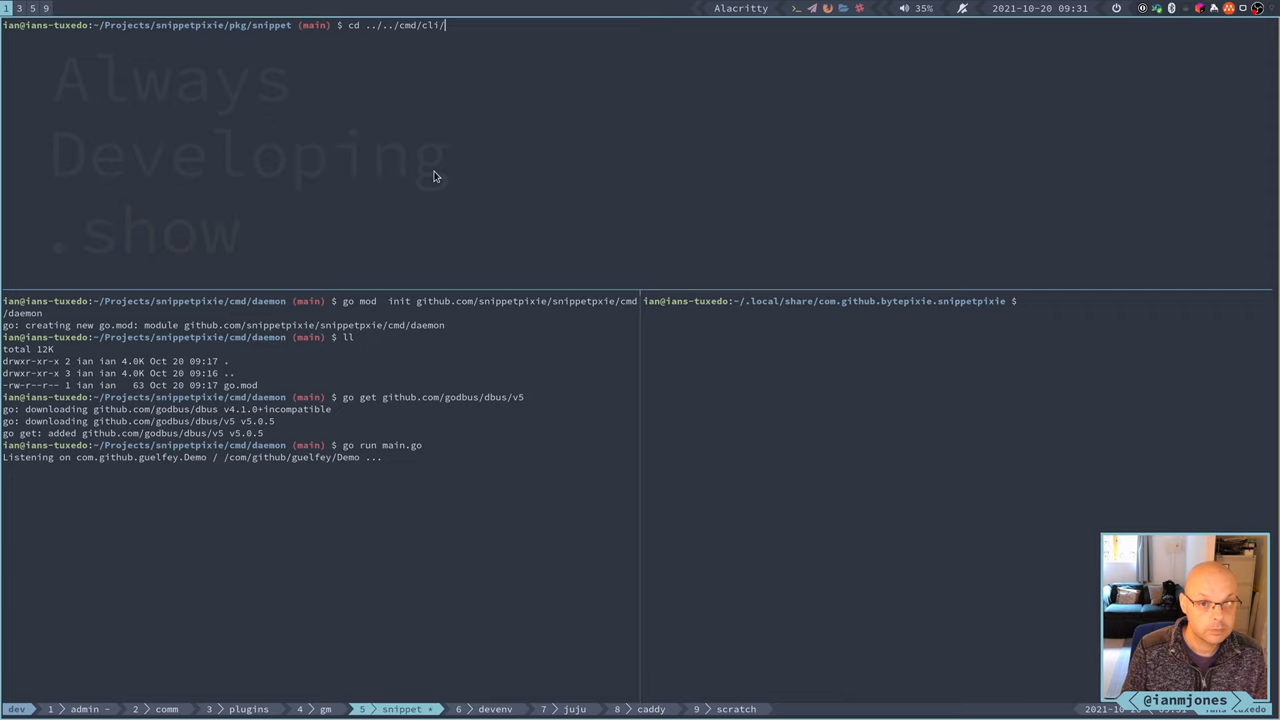 1 3 5 9
Alacritty
35%
2021-10-20 09:31
ian@ians-tuxedo:~/Projects/snippetpixie/pkg/snippet (main) $ cd ../../cmd/cli/
Always
Developing
.show
ian@ians-tuxedo:~/Projects/snippetpixie/cmd/daemon (main) $ go mod  init github.com/snippetpixie/snippetpxie/cmd
/daemon
go: creating new go.mod: module github.com/snippetpixie/snippetpxie/cmd/daemon
ian@ians-tuxedo:~/Projects/snippetpixie/cmd/daemon (main) $ ll
total 12K
drwxr-xr-x 2 ian ian 4.0K Oct 20 09:17 .
drwxr-xr-x 3 ian ian 4.0K Oct 20 09:16 ..
-rw-r--r-- 1 ian ian   63 Oct 20 09:17 go.mod
ian@ians-tuxedo:~/Projects/snippetpixie/cmd/daemon (main) $ go get github.com/godbus/dbus/v5
go: downloading github.com/godbus/dbus v4.1.0+incompatible
go: downloading github.com/godbus/dbus/v5 v5.0.5
go get: added github.com/godbus/dbus/v5 v5.0.5
ian@ians-tuxedo:~/Projects/snippetpixie/cmd/daemon (main) $ go run main.go
Listening on com.github.guelfey.Demo / /com/github/guelfey/Demo ...
ian@ians-tuxedo:~/.local/share/com.github.bytepixie.snippetpixie $
@ianmjones
dev 1 admin - 2 comm 3 plugins 4 gm 5 snippet * 6 devenv 7 juju 8 caddy 9 scratch